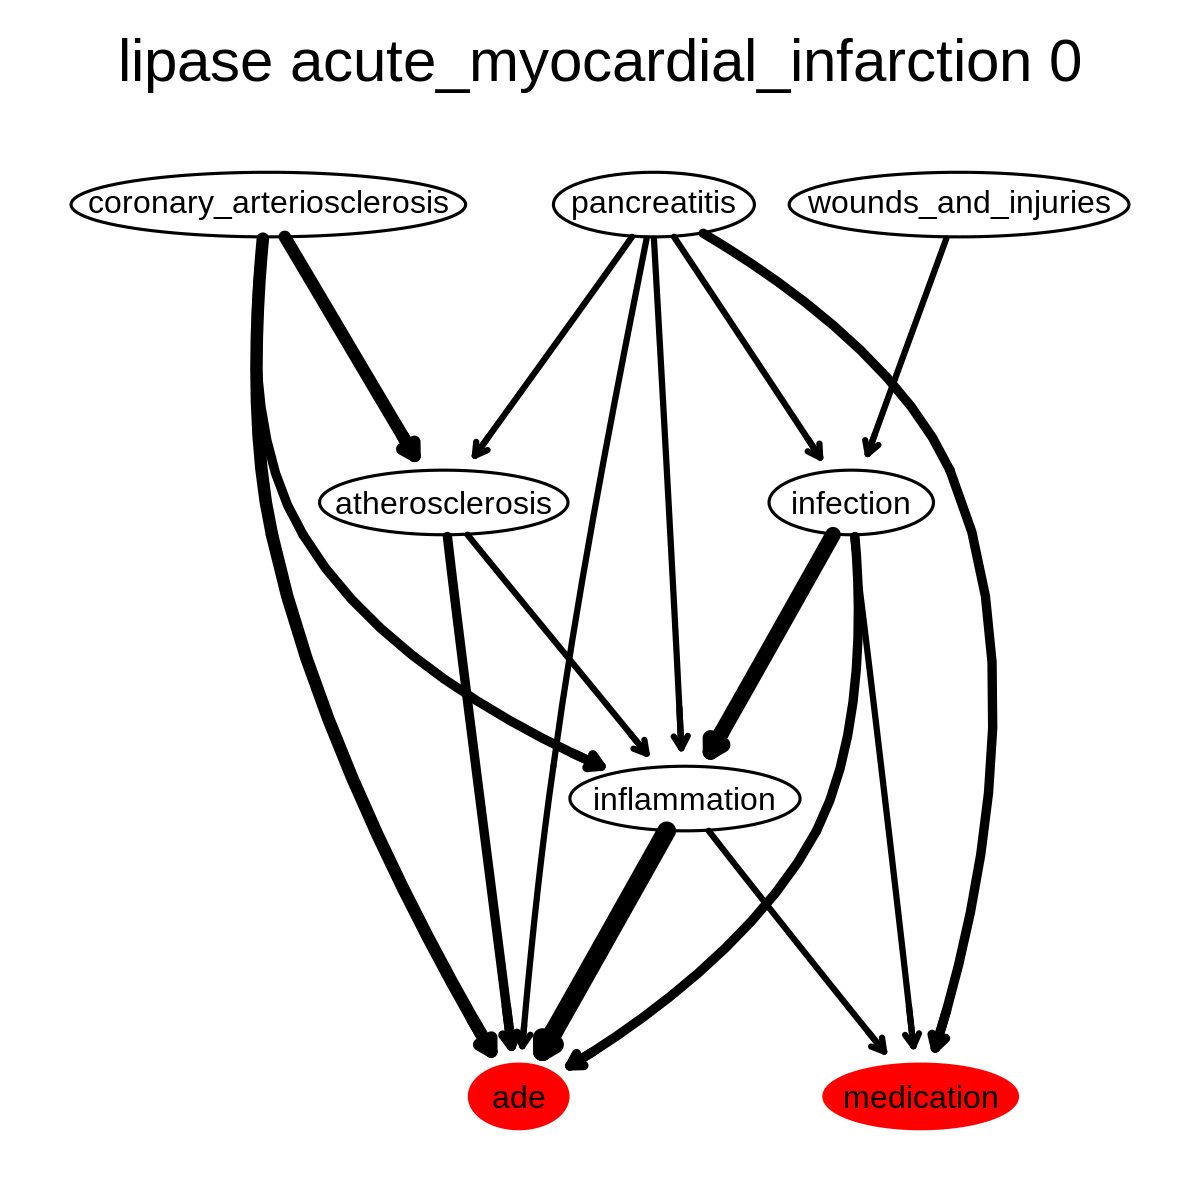 lipase acute_myocardial_infarction 0
coronary_arteriosclerosis
pancreatitis
wounds_and_injuries
atherosclerosis
infection
inflammation
ade
medication